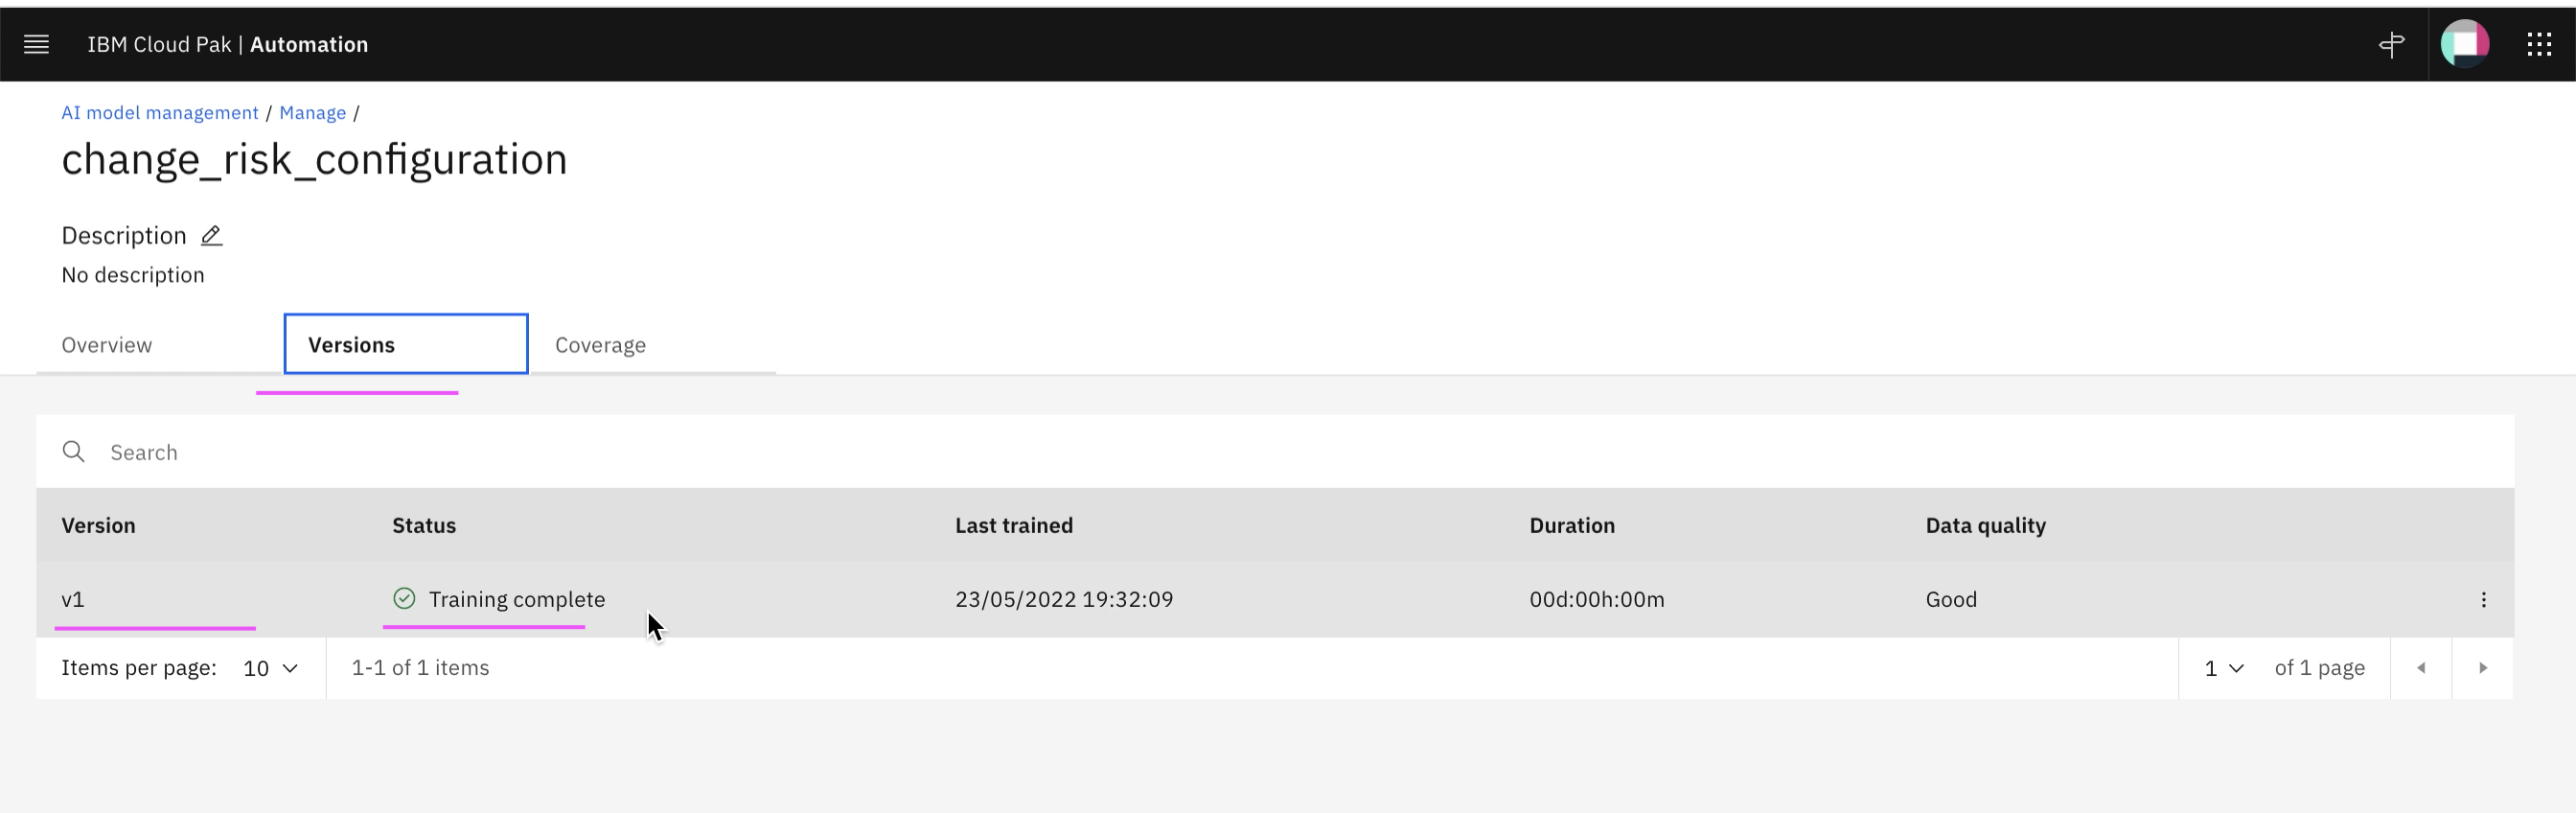 IBM Cloud Pak | Automation
AI model management / Manage /
change_risk_configuration
Description
No description
Overview Versions Coverage
Search
Version Status Last trained Duration Data quality
v1 Training complete 23/05/2022 19:32:09 00d:00h:00m Good
Items per page: 10 1-1 of 1 items 1 of 1 page